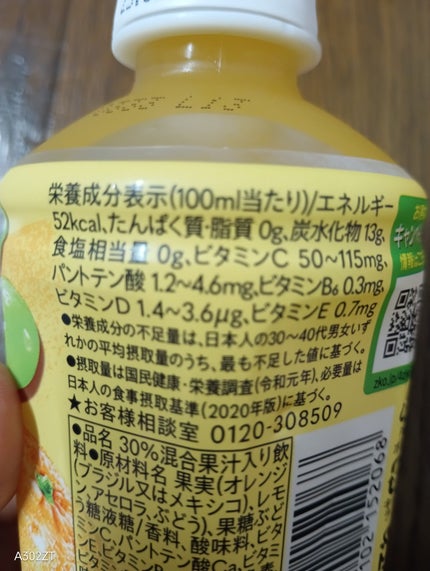 栄養成分表示(100ml当たり)/エネルギー
52kcal、たんぱく質・脂質 0g、炭水化物 13g、
食塩相当量 0g、ビタミンC 50~115mg、
パントテン酸 1.2~4.6mg、ビタミンB₆ 0.3mg、
ビタミンD 1.4~3.6μg、ビタミンE 0.7mg
●栄養成分の不足量は、日本人の30~40代男女いず
れかの平均摂取量のうち、最も不足した値に基づく。
●摂取量は国民健康・栄養調査(令和元年)、必要量は
日本人の食事摂取基準(2020年版)に基づく。
★お客様相談室 0120-308509
●品名 30%混合果汁入り飲
料●原材料名 果実(オレンジ
(ブラジル又はメキシコ)、レモ
ン、アセロラ、ぶどう)、果糖ぶど
う糖液糖/香料、酸味料、ビタ
ミンC、パントテン酸Ca、ビタミ
キャンペ
情報は
zko.jp/
102 152068
A302ZT